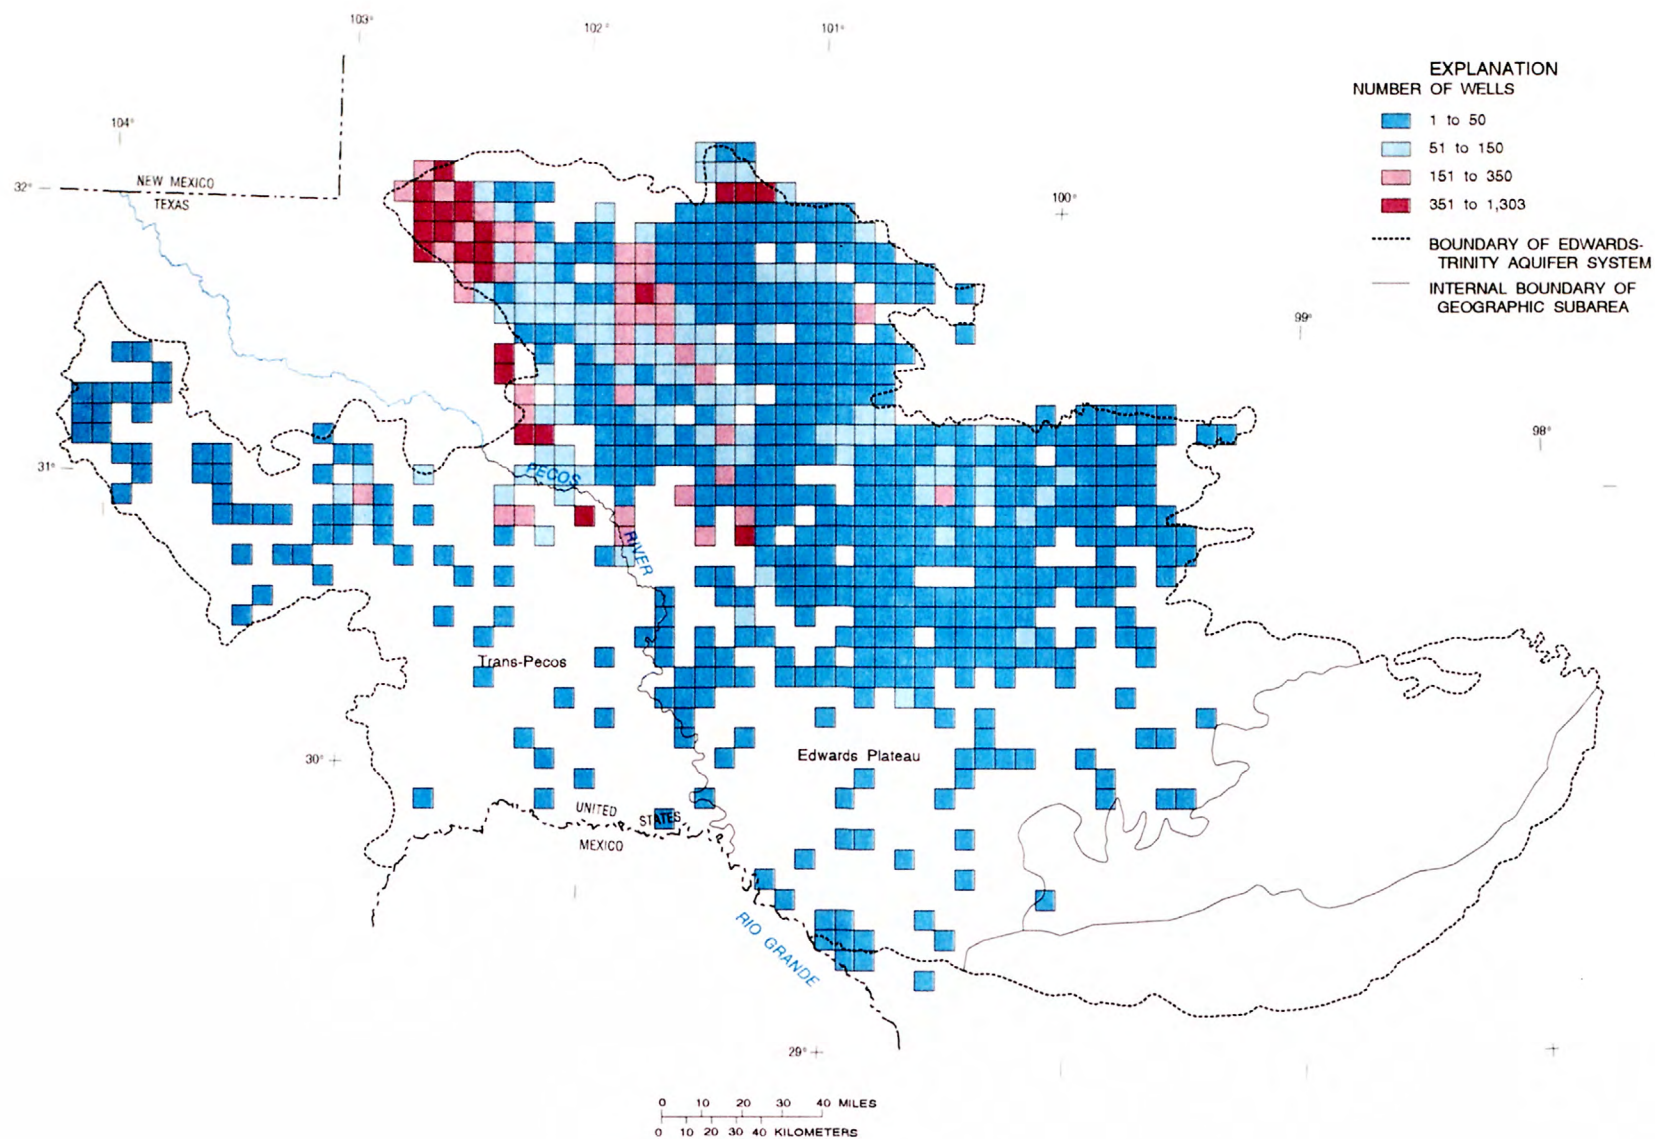 103°
102°
101°
EXPLANATION
NUMBER OF WELLS
1 to 50
51 to 150
151 to 350
351 to 1,303
BOUNDARY OF EDWARDS-
TRINITY AQUIFER SYSTEM
INTERNAL BOUNDARY OF
GEOGRAPHIC SUBAREA
104°
32°
NEW MEXICO
TEXAS
100°
99°
98°
31°
PECOS
RIVER
Trans-Pecos
Edwards Plateau
30°
UNITED STATES
MEXICO
RIO GRANDE
29°
0 10 20 30 40 MILES
0 10 20 30 40 KILOMETERS